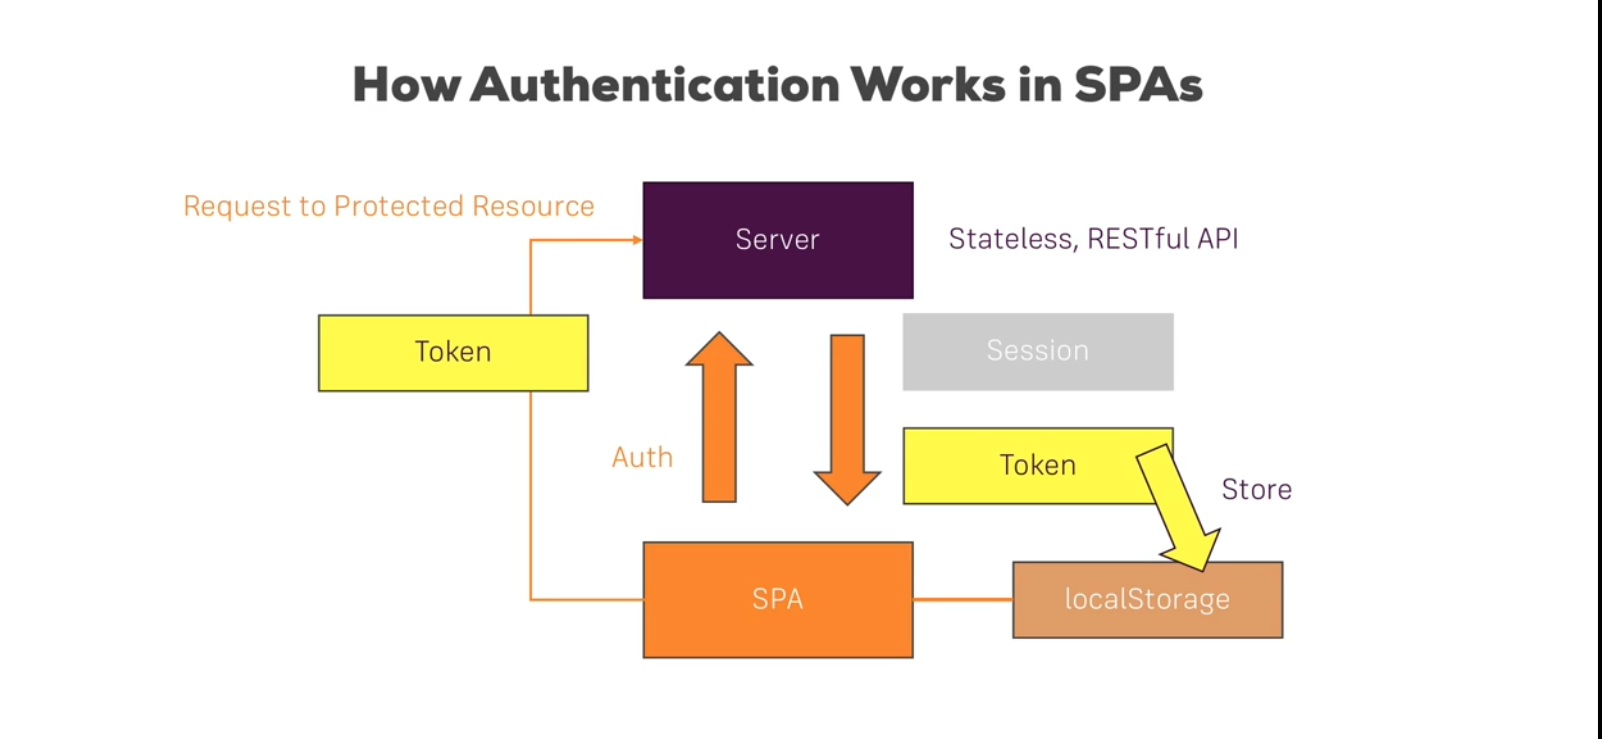 How Authentication Works in SPAs
Request to Protected Resource
Server
Stateless, RESTful API
Token
Session
Auth
Token
Store
SPA
localStorage